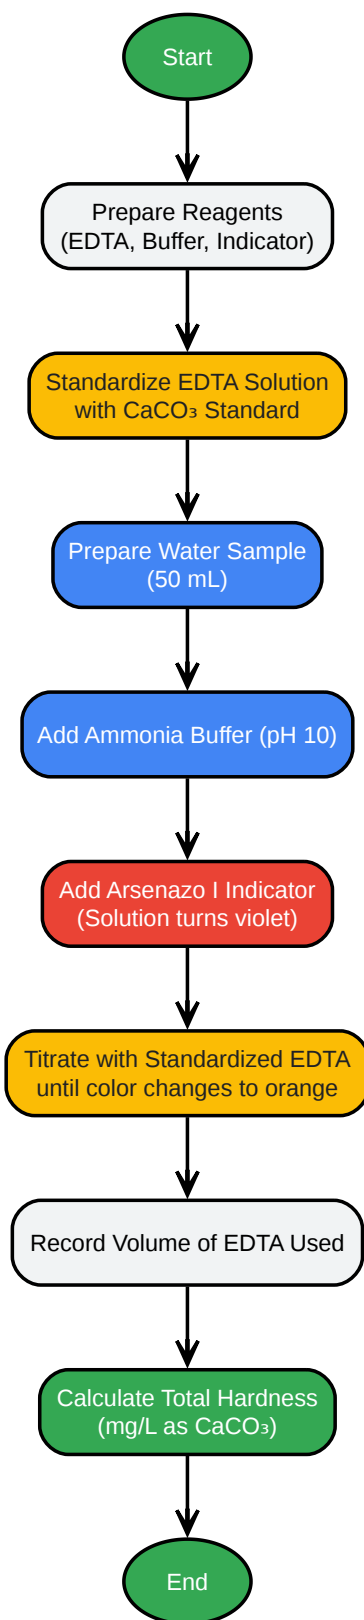 Start
Prepare Reagents
(EDTA, Buffer, Indicator)
Standardize EDTA Solution
with CaCO₃ Standard
Prepare Water Sample
(50 mL)
Add Ammonia Buffer (pH 10)
Add Arsenazo I Indicator
(Solution turns violet)
Titrate with Standardized EDTA
until color changes to orange
Record Volume of EDTA Used
Calculate Total Hardness
(mg/L as CaCO₃)
End